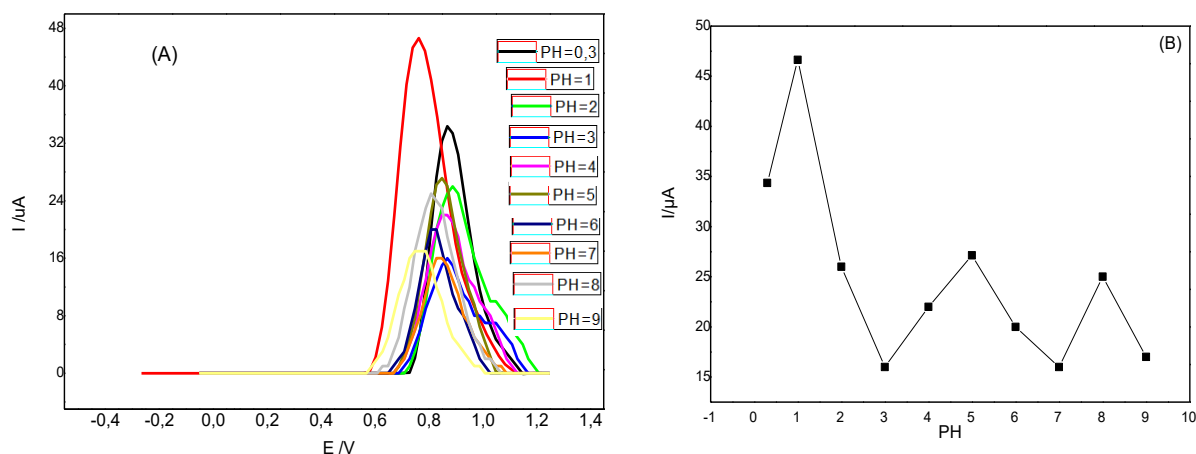 (A)
48
40
32
24
16
8
0
I /uA
PH=0,3
PH=1
PH=2
PH=3
PH=4
PH=5
PH=6
PH=7
PH=8
PH=9
-0,4 -0,2 0,0 0,2 0,4 0,6 0,8 1,0 1,2 1,4
E /V
(B)
50
45
40
35
30
25
20
15
I/µA
-1 0 1 2 3 4 5 6 7 8 9 10
PH